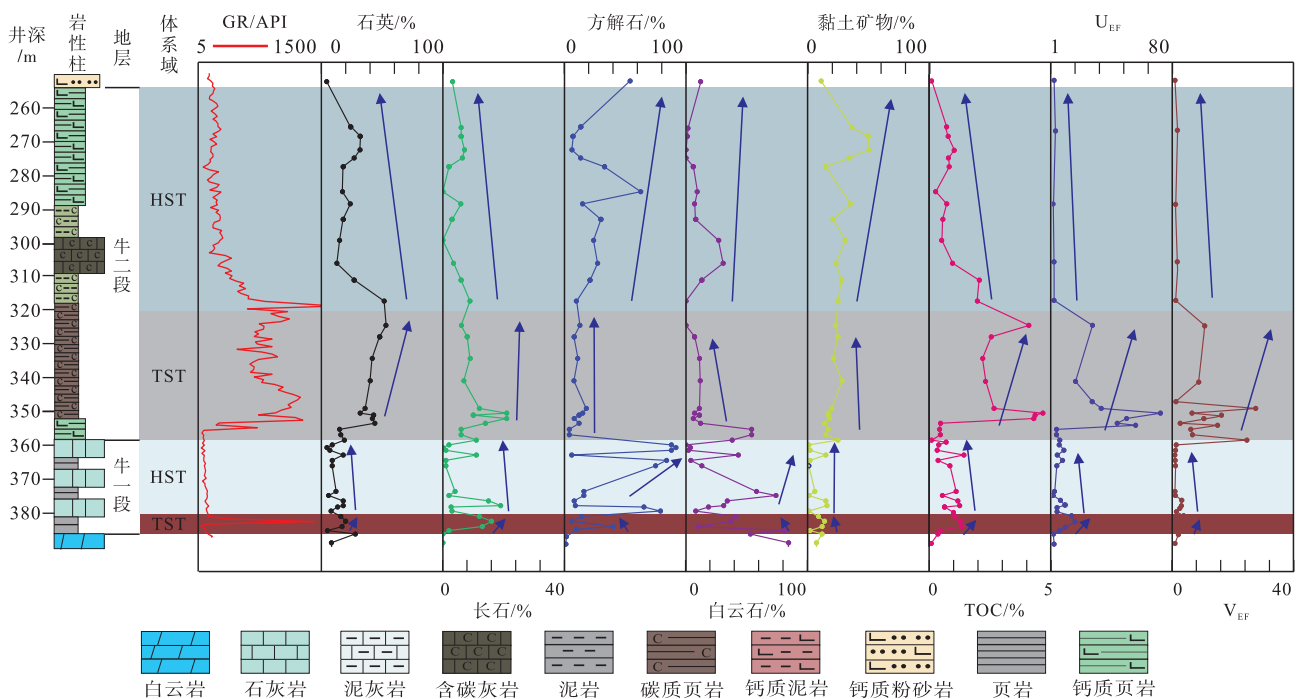 井深
/m
岩性柱
地层
体系域
GR/API
5 1500
石英/%
0 100
方解石/%
0 100
黏土矿物/%
0 100
U_EF
1 80
260
270
280
290
300
310
320
330
340
350
360
370
380
牛二段
牛一段
HST
TST
HST
TST
0 40
长石/%
0 100
白云石/%
0 5
TOC/%
0 40
V_EF
白云岩
石灰岩
泥灰岩
含碳灰岩
泥岩
碳质页岩
钙质泥岩
钙质粉砂岩
页岩
钙质页岩